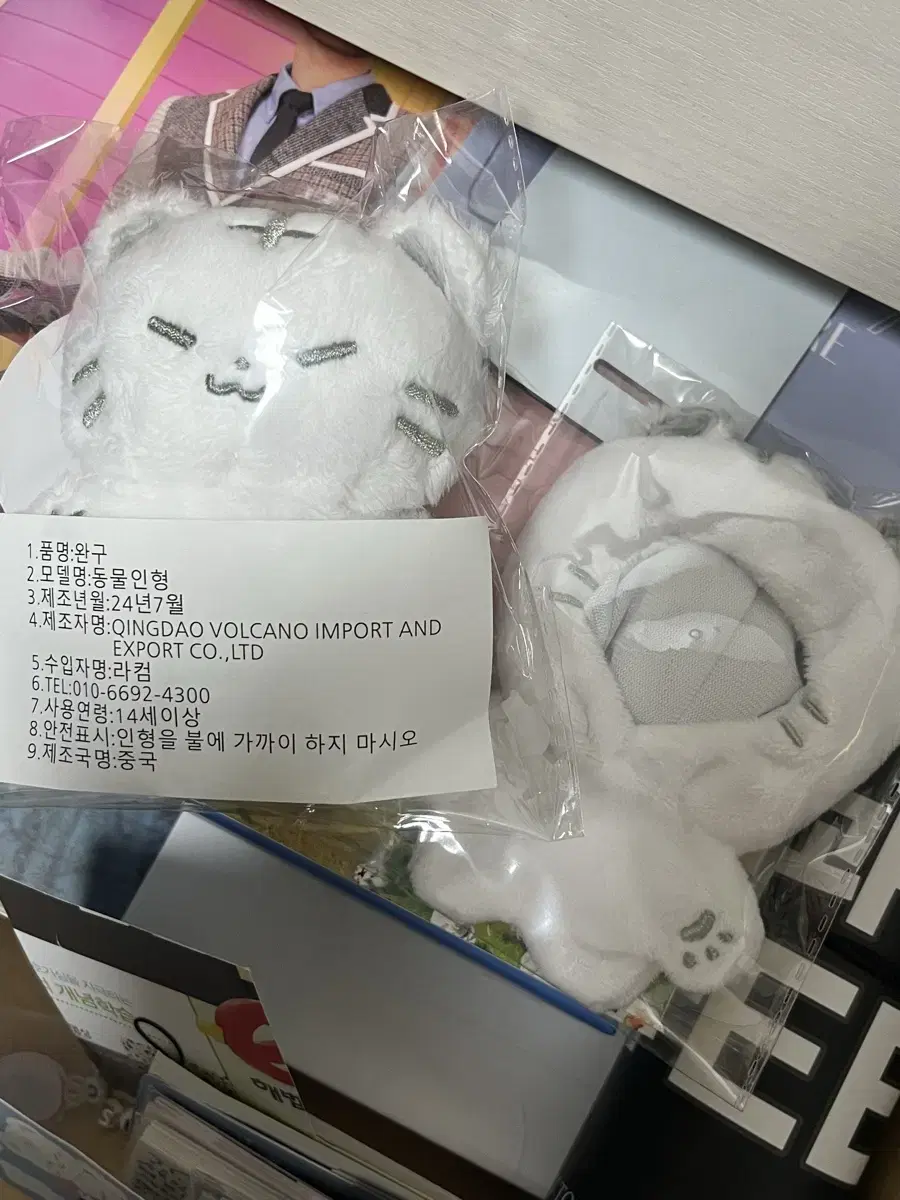 1.품명:완구
2.모델명:동물인형
3.제조년월:24년7월
4.제조자명:QINGDAO VOLCANO IMPORT AND
EXPORT CO.,LTD
5.수입자명:라컴
6.TEL:010-6692-4300
7.사용연령:14세이상
8.안전표시:인형을 불에 가까이 하지 마시오
9.제조국명:중국
개념학습